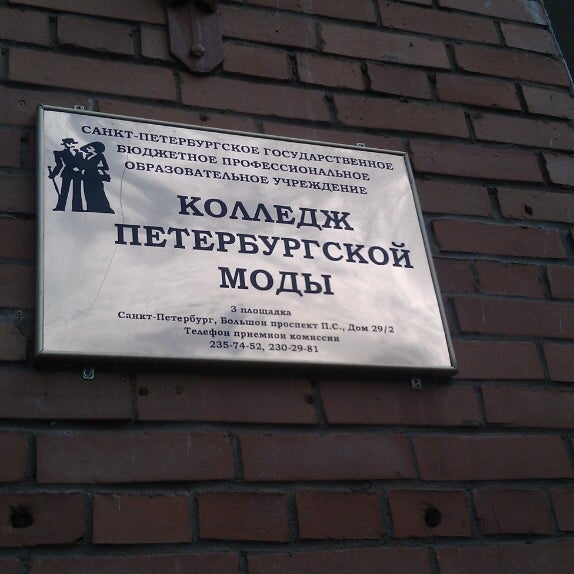 САНКТ-ПЕТЕРБУРГСКОЕ ГОСУДАРСТВЕННОЕ
БЮДЖЕТНОЕ ПРОФЕССИОНАЛЬНОЕ
ОБРАЗОВАТЕЛЬНОЕ УЧРЕЖДЕНИЕ
КОЛЛЕДЖ
ПЕТЕРБУРГСКОЙ
МОДЫ
3 площадка
Санкт-Петербург, Большой проспект П.С., Дом 29/2
Телефон приемной комиссии
235-74-52, 230-29-81